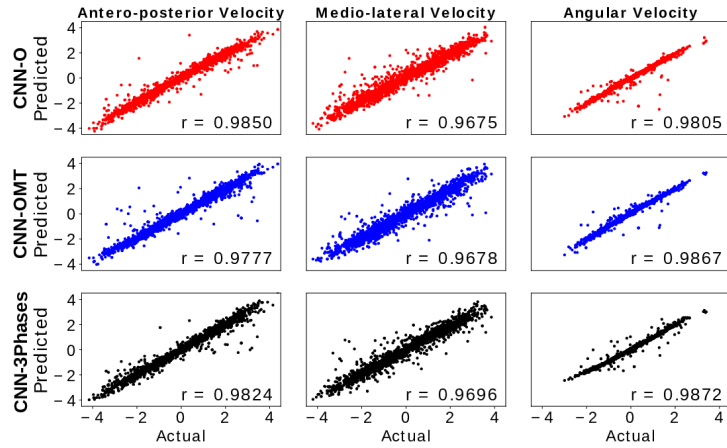 Antero-posterior Velocity Medio-lateral Velocity Angular Velocity
CNN-O
Predicted
4
2
0
−2
−4
r = 0.9850
r = 0.9675
r = 0.9805
CNN-OMT
Predicted
4
2
0
−2
−4
r = 0.9777
r = 0.9678
r = 0.9867
CNN-3Phases
Predicted
4
2
0
−2
−4
r = 0.9824
r = 0.9696
r = 0.9872
−4 −2 0 2 4 −4 −2 0 2 4 −4 −2 0 2 4
Actual Actual Actual